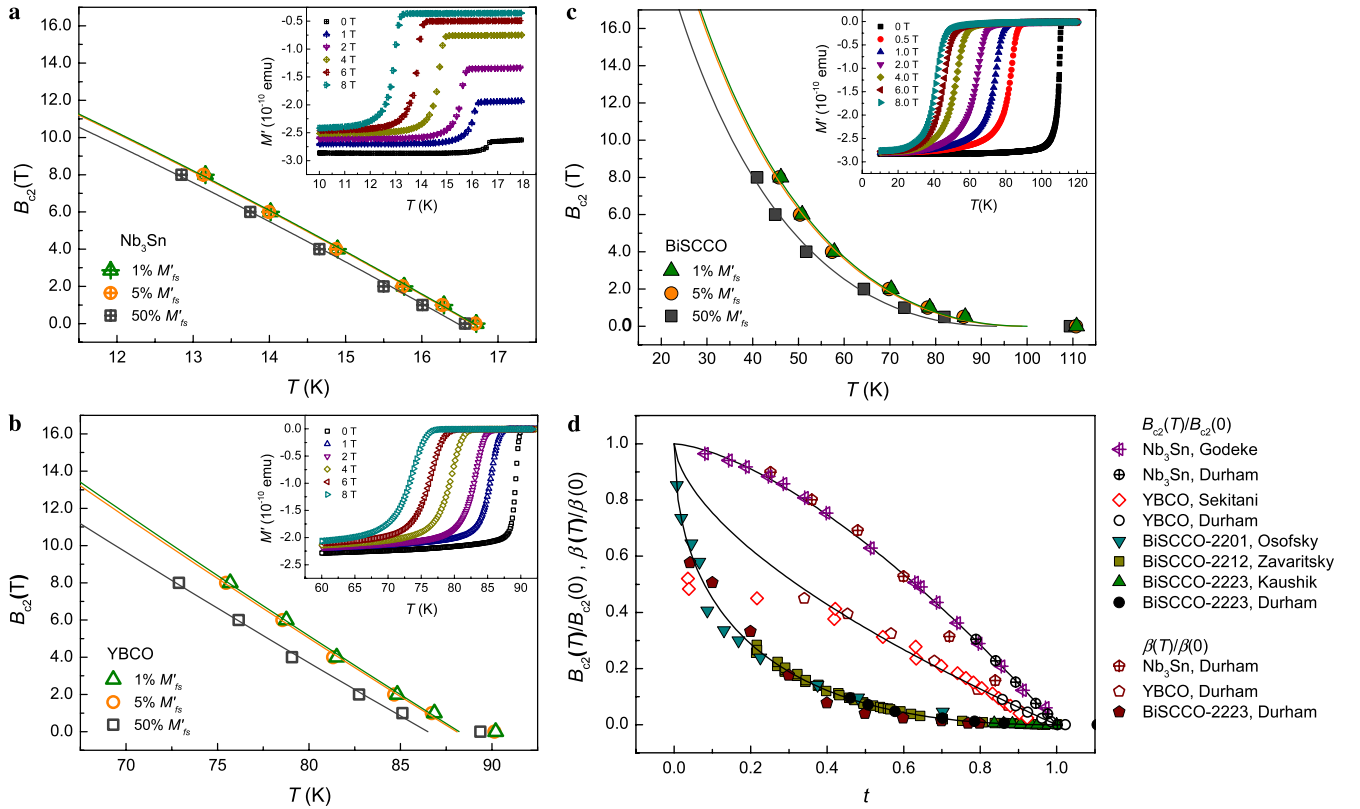 a
16.0
14.0
12.0
10.0
8.0
6.0
4.0
2.0
0.0
B_c2(T)
12 13 14 15 16 17
T (K)
Nb3Sn
1% M'fs
5% M'fs
50% M'fs
-0.5
-1.0
-1.5
-2.0
-2.5
-3.0
M' (10^-10 emu)
0 T
1 T
2 T
4 T
6 T
8 T
10 11 12 13 14 15 16 17 18
T (K)
c
16.0
14.0
12.0
10.0
8.0
6.0
4.0
2.0
0.0
B_c2 (T)
20 30 40 50 60 70 80 90 100 110
T (K)
BiSCCO
1% M'fs
5% M'fs
50% M'fs
0.0
-0.5
-1.0
-1.5
-2.0
-2.5
-3.0
M' (10^-10 emu)
0 T
0.5 T
1.0 T
2.0 T
4.0 T
6.0 T
8.0 T
0 20 40 60 80 100 120
T(K)
b
16.0
14.0
12.0
10.0
8.0
6.0
4.0
2.0
0.0
B_c2(T)
70 75 80 85 90
T (K)
YBCO
1% M'fs
5% M'fs
50% M'fs
0.0
-0.5
-1.0
-1.5
-2.0
-2.5
M' (10^-10 emu)
0 T
1 T
2 T
4 T
6 T
8 T
60 65 70 75 80 85 90
T (K)
d
1.0
0.8
0.6
0.4
0.2
0.0
B_c2(T)/B_c2(0) , β(T)/β(0)
0.0 0.2 0.4 0.6 0.8 1.0
t
B_c2(T)/B_c2(0)
Nb3Sn, Godeke
Nb3Sn, Durham
YBCO, Sekitani
YBCO, Durham
BiSCCO-2201, Osofsky
BiSCCO-2212, Zavaritsky
BiSCCO-2223, Kaushik
BiSCCO-2223, Durham
β(T)/β(0)
Nb3Sn, Durham
YBCO, Durham
BiSCCO-2223, Durham